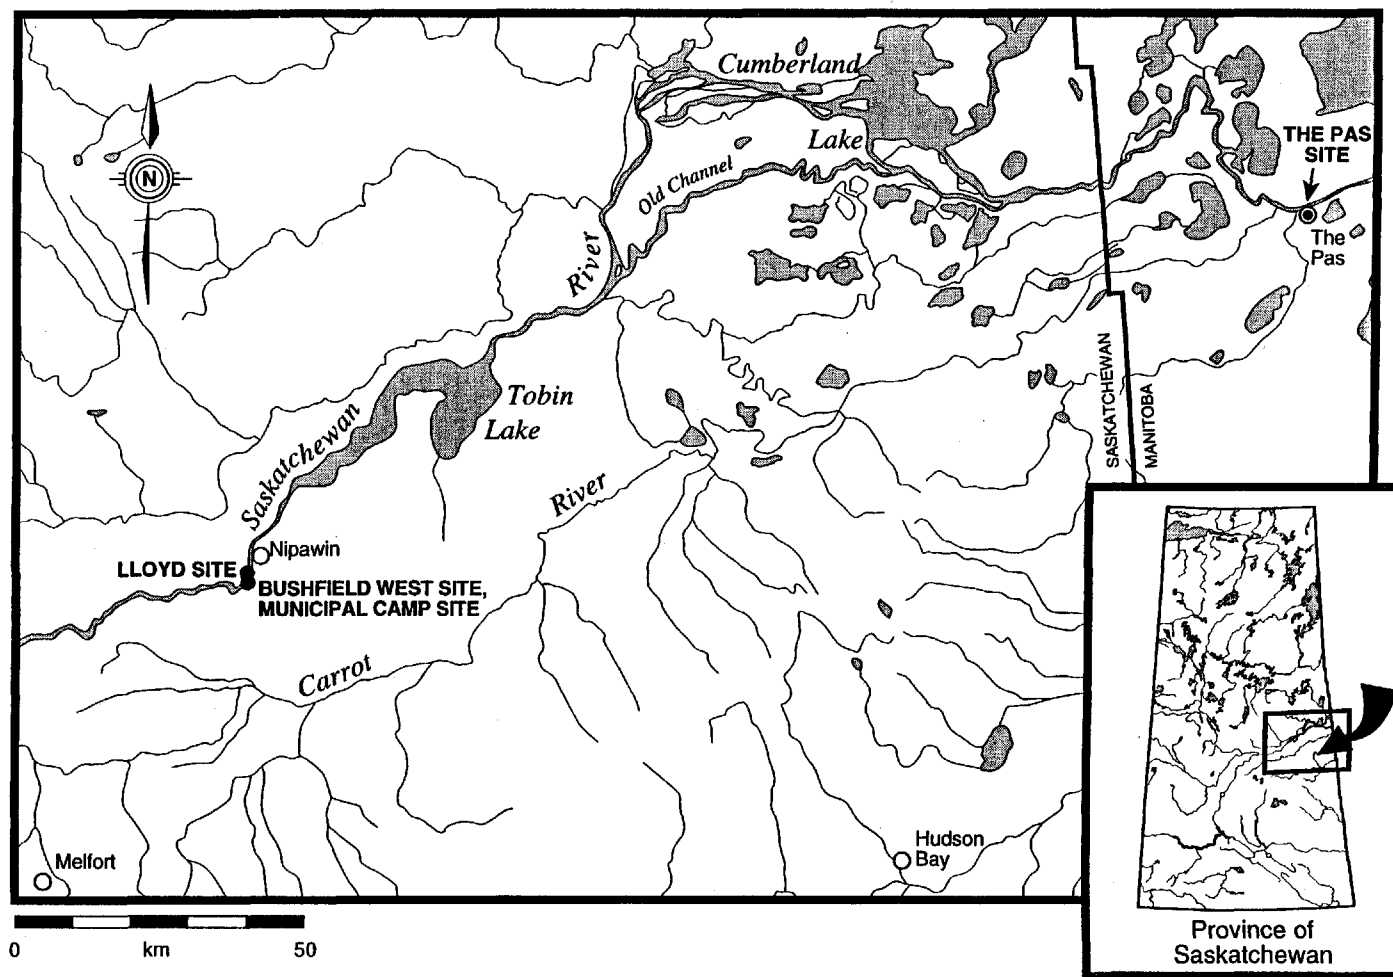 Cumberland
Lake
THE PAS
SITE
N
Old Channel
The
Pas
River
SASKATCHEWAN
MANITOBA
Tobin
Lake
Saskatchewan
River
Nipawin
LLOYD SITE
BUSHFIELD WEST SITE,
MUNICIPAL CAMP SITE
Carrot
Hudson
Bay
Melfort
0 km 50
Province of
Saskatchewan